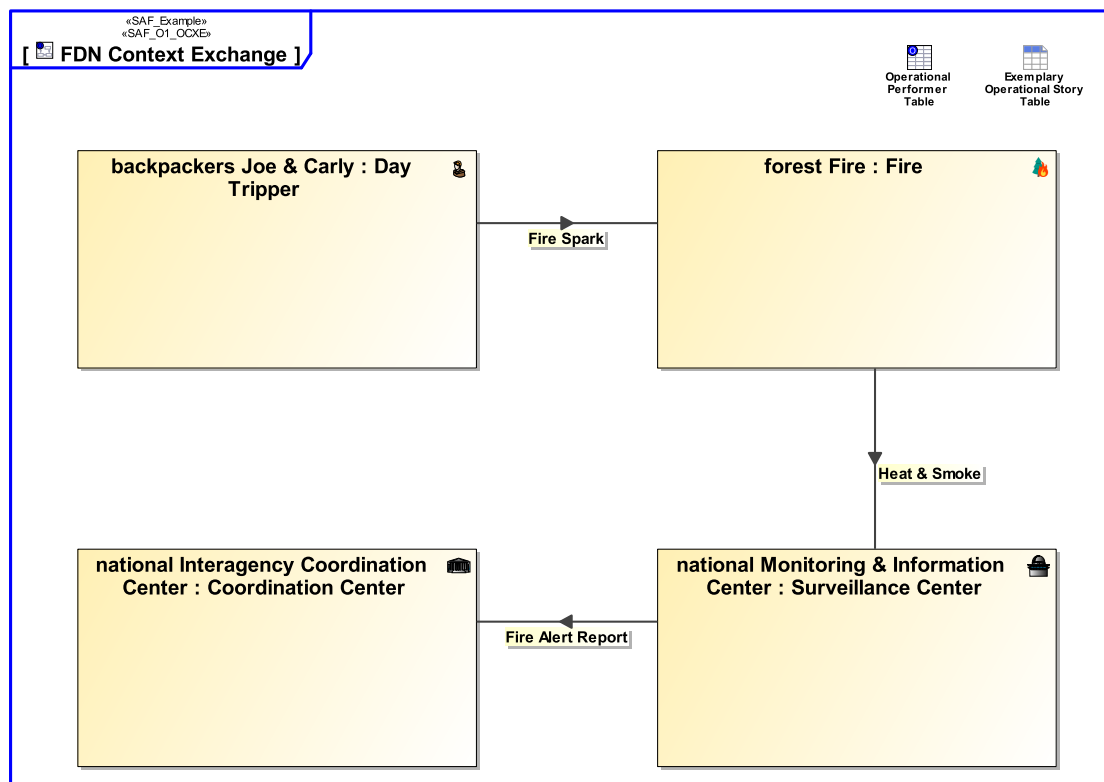 «SAF_Example»
«SAF_O1_OCXE»
[ FDN Context Exchange ]
Operational
Performer
Table
Exemplary
Operational Story
Table
backpackers Joe & Carly : Day
Tripper
forest Fire : Fire
Fire Spark
Heat & Smoke
national Interagency Coordination
Center : Coordination Center
national Monitoring & Information
Center : Surveillance Center
Fire Alert Report